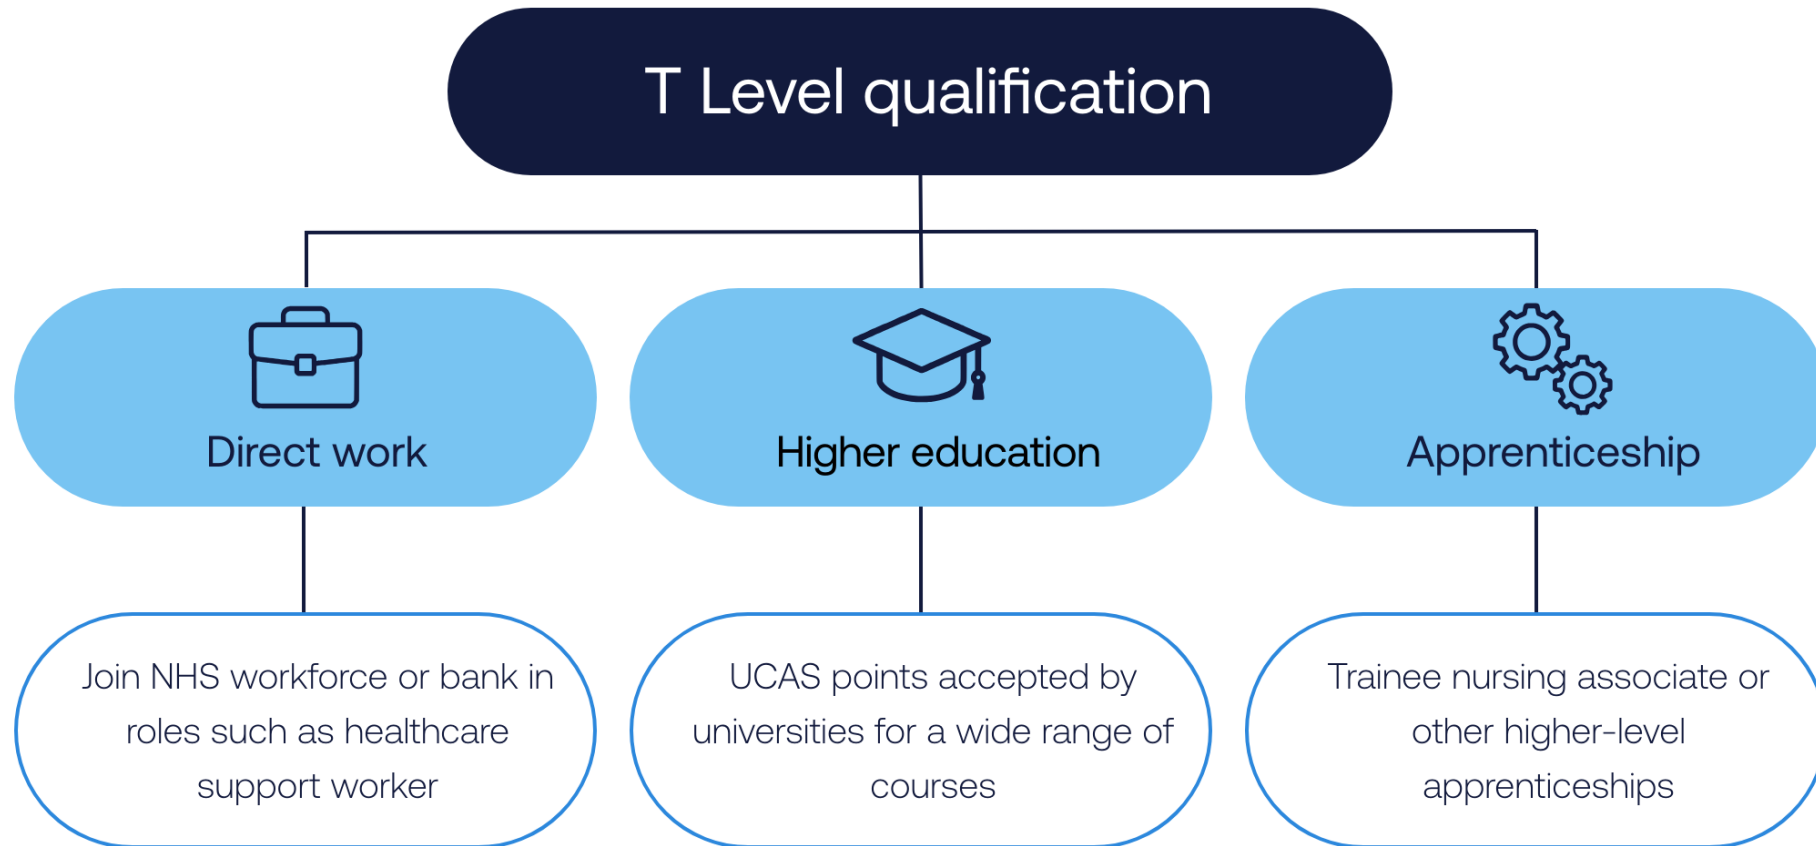 T Level qualification
Direct work
Higher education
Apprenticeship
Join NHS workforce or bank in
roles such as healthcare
support worker
UCAS points accepted by
universities for a wide range of
courses
Trainee nursing associate or
other higher-level
apprenticeships